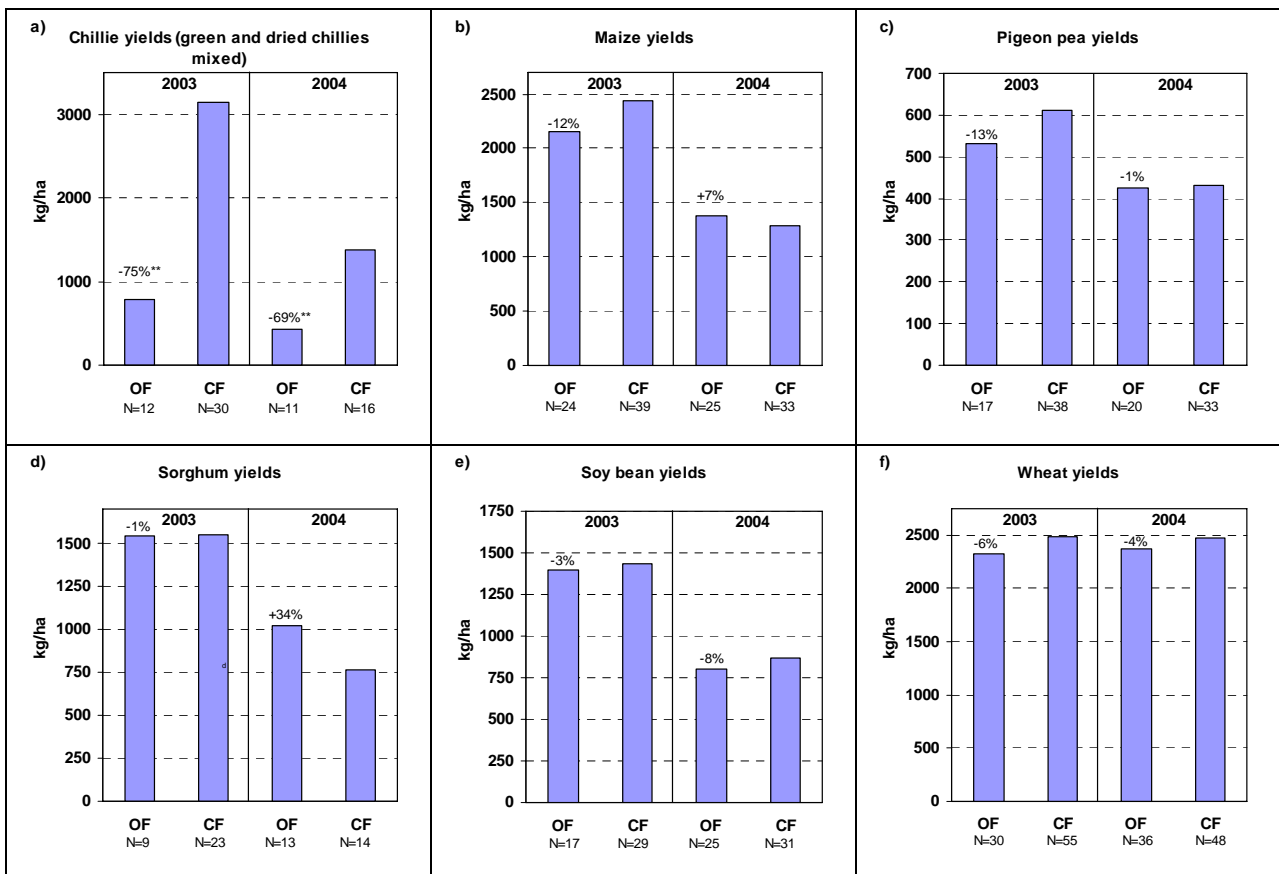 a)
Chillie yields (green and dried chillies
mixed)
2003 2004
3000
2000
1000
0
kg/ha
-75%**
-69%**
OF CF OF CF
N=12 N=30 N=11 N=16
b)
Maize yields
2003 2004
2500
2000
1500
1000
500
0
kg/ha
-12%
+7%
OF CF OF CF
N=24 N=39 N=25 N=33
c)
Pigeon pea yields
2003 2004
700
600
500
400
300
200
100
0
kg/ha
-13%
-1%
OF CF OF CF
N=17 N=38 N=20 N=33
d)
Sorghum yields
2003 2004
1500
1250
1000
750
500
250
0
kg/ha
-1%
+34%
d
OF CF OF CF
N=9 N=23 N=13 N=14
e)
Soy bean yields
2003 2004
1750
1500
1250
1000
750
500
250
0
kg/ha
-3%
-8%
OF CF OF CF
N=17 N=29 N=25 N=31
f)
Wheat yields
2003 2004
2500
2000
1500
1000
500
0
kg/ha
-6%
-4%
OF CF OF CF
N=30 N=55 N=36 N=48